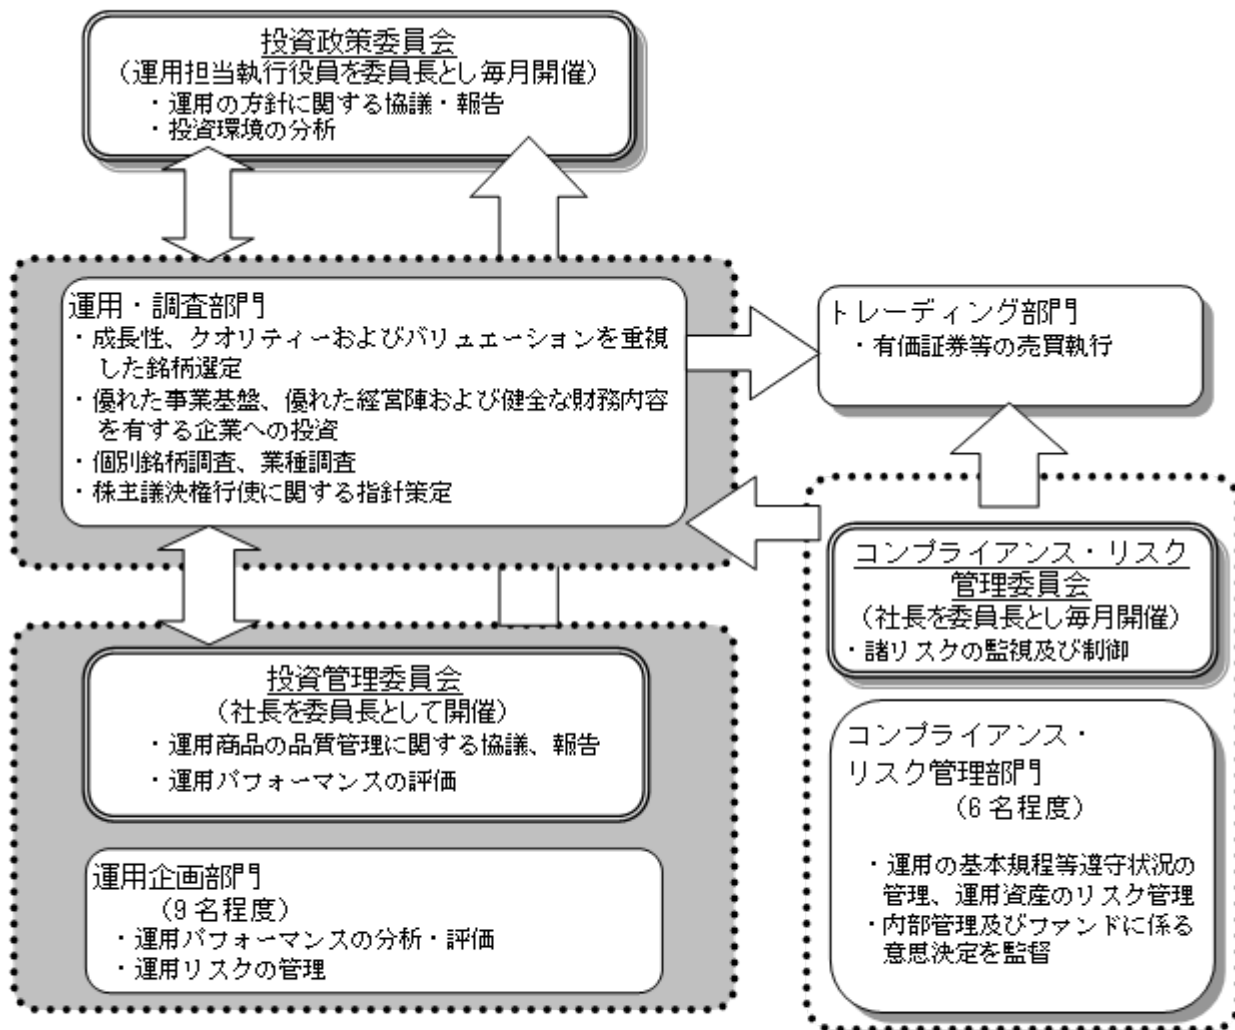 投資政策委員会
（運用担当執行役員を委員長とし毎月開催）
・運用の方針に関する協議・報告
・投資環境の分析
運用・調査部門
・成長性、クオリティーおよびバリュエーションを重視
した銘柄選定
・優れた事業基盤、優れた経営陣および健全な財務内容
を有する企業への投資
・個別銘柄調査、業種調査
・株主議決権行使に関する指針策定
トレーディング部門
・有価証券等の売買執行
コンプライアンス・リスク
管理委員会
（社長を委員長とし毎月開催）
・諸リスクの監視及び制御
投資管理委員会
（社長を委員長として開催）
・運用商品の品質管理に関する協議、報告
・運用パフォーマンスの評価
コンプライアンス・
リスク管理部門
（6名程度）
・運用の基本規程等遵守状況の
管理、運用資産のリスク管理
・内部管理及びファンドに係る
意思決定を監督
運用企画部門
（9名程度）
・運用パフォーマンスの分析・評価
・運用リスクの管理